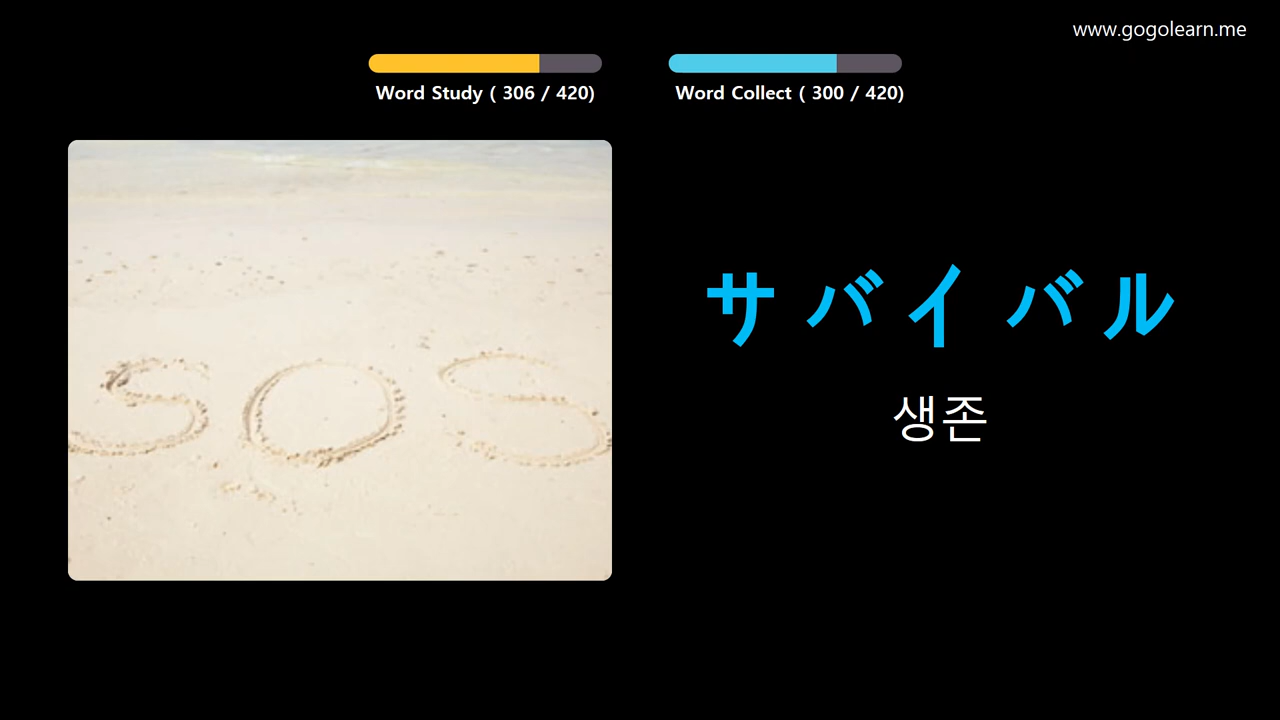 www.gogolearn.me
Word Study ( 306 / 420)
Word Collect ( 300 / 420)
SOS
サバイバル
생존